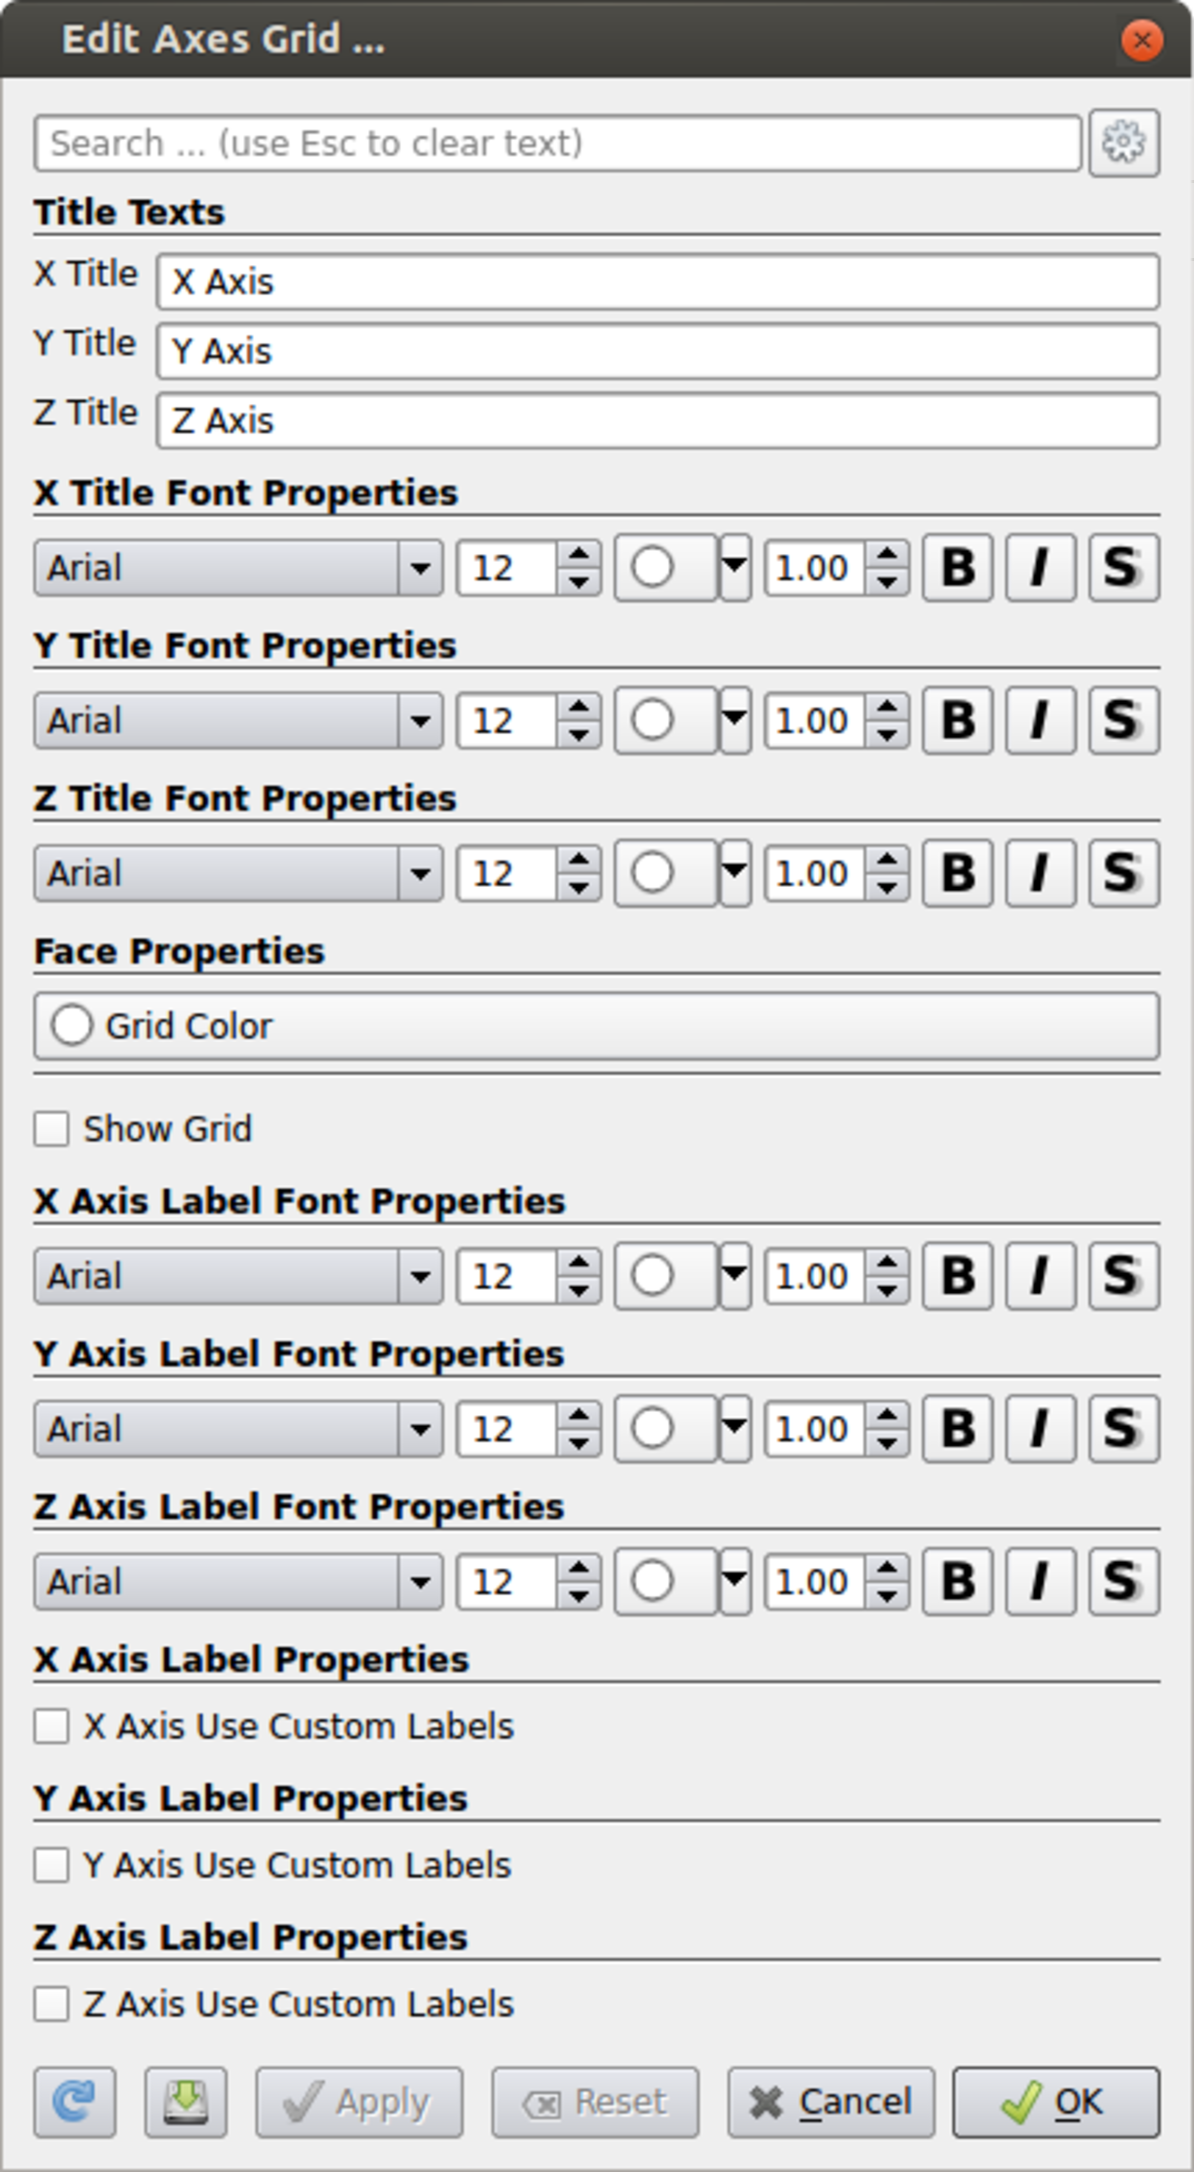 Edit Axes Grid ...
Search ... (use Esc to clear text)
Title Texts
X Title X Axis
Y Title Y Axis
Z Title Z Axis
X Title Font Properties
Arial 12 1.00 B I S
Y Title Font Properties
Arial 12 1.00 B I S
Z Title Font Properties
Arial 12 1.00 B I S
Face Properties
Grid Color
Show Grid
X Axis Label Font Properties
Arial 12 1.00 B I S
Y Axis Label Font Properties
Arial 12 1.00 B I S
Z Axis Label Font Properties
Arial 12 1.00 B I S
X Axis Label Properties
X Axis Use Custom Labels
Y Axis Label Properties
Y Axis Use Custom Labels
Z Axis Label Properties
Z Axis Use Custom Labels
Apply Reset Cancel OK